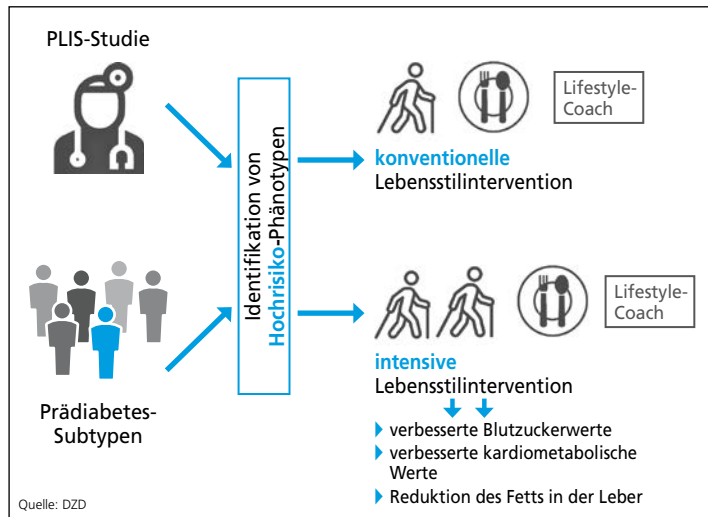 PLIS-Studie
Prädiabetes-
Subtypen
Identifikation von
Hochrisiko-Phänotypen
Lifestyle-
Coach
konventionelle
Lebensstilintervention
Lifestyle-
Coach
intensive
Lebensstilintervention
verbesserte Blutzuckerwerte
verbesserte kardiometabolische
Werte
Reduktion des Fetts in der Leber
Quelle: DZD